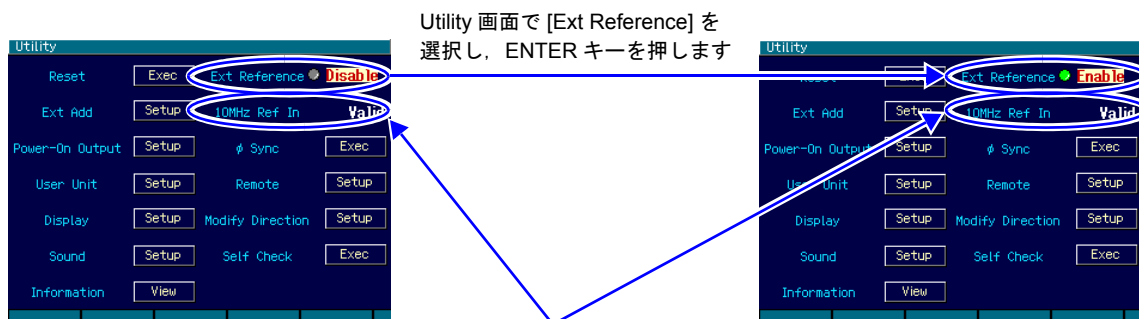 Utility 画面で [Ext Reference] を
選択し，ENTER キーを押します
Utility
Reset Exec Ext Reference Disable
Ext Add Setup 10MHz Ref In Valid
Power-On Output Setup φ Sync Exec
User Unit Setup Remote Setup
Display Setup Modify Direction Setup
Sound Setup Self Check Exec
Information View
Utility
Ext Reference Enable
Ext Add Setup 10MHz Ref In Valid
Power-On Output Setup φ Sync Exec
User Unit Setup Remote Setup
Display Setup Modify Direction Setup
Sound Setup Self Check Exec
Information View